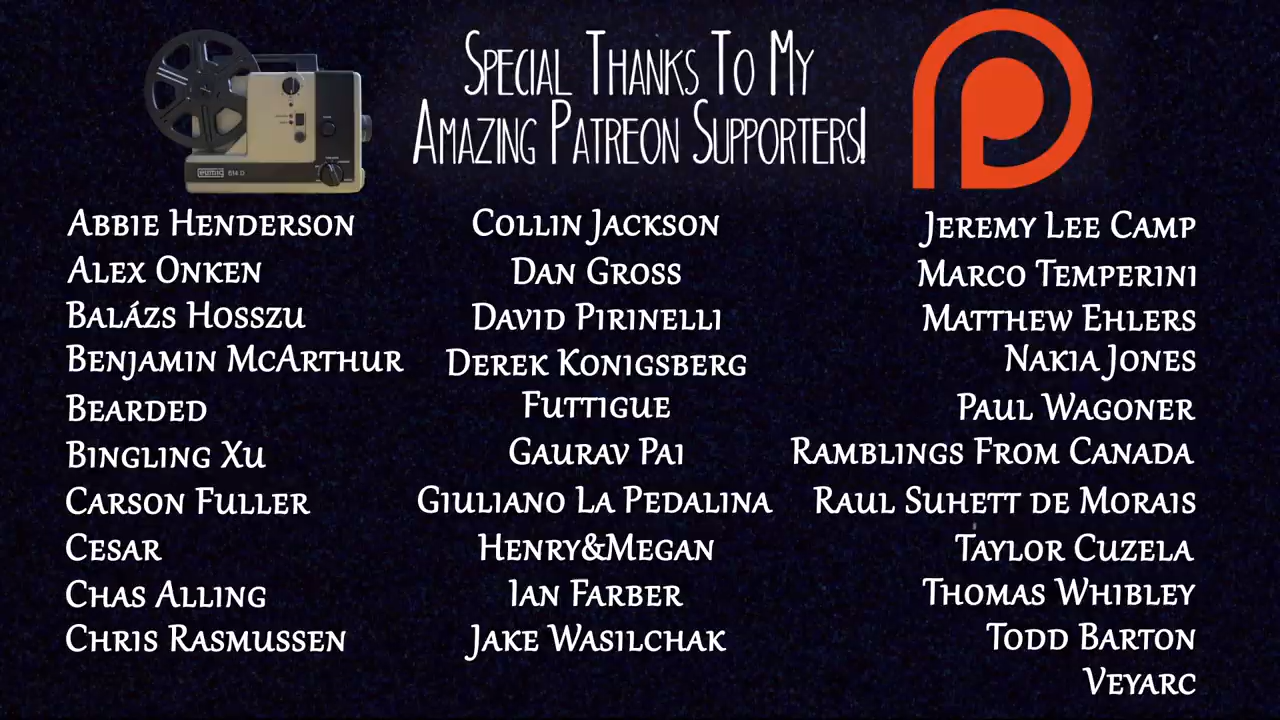 Special Thanks To My
Amazing Patreon Supporters!
614 D
Abbie Henderson
Alex Onken
Balázs Hosszu
Benjamin McArthur
Bearded
Bingling Xu
Carson Fuller
Cesar
Chas Alling
Chris Rasmussen
Collin Jackson
Dan Gross
David Pirinelli
Derek Konigsberg
Futtigue
Gaurav Pai
Giuliano La Pedalina
Henry&Megan
Ian Farber
Jake Wasilchak
Jeremy Lee Camp
Marco Temperini
Matthew Ehlers
Nakia Jones
Paul Wagoner
Ramblings From Canada
Raul Suhett de Morais
Taylor Cuzela
Thomas Whibley
Todd Barton
Veyarc